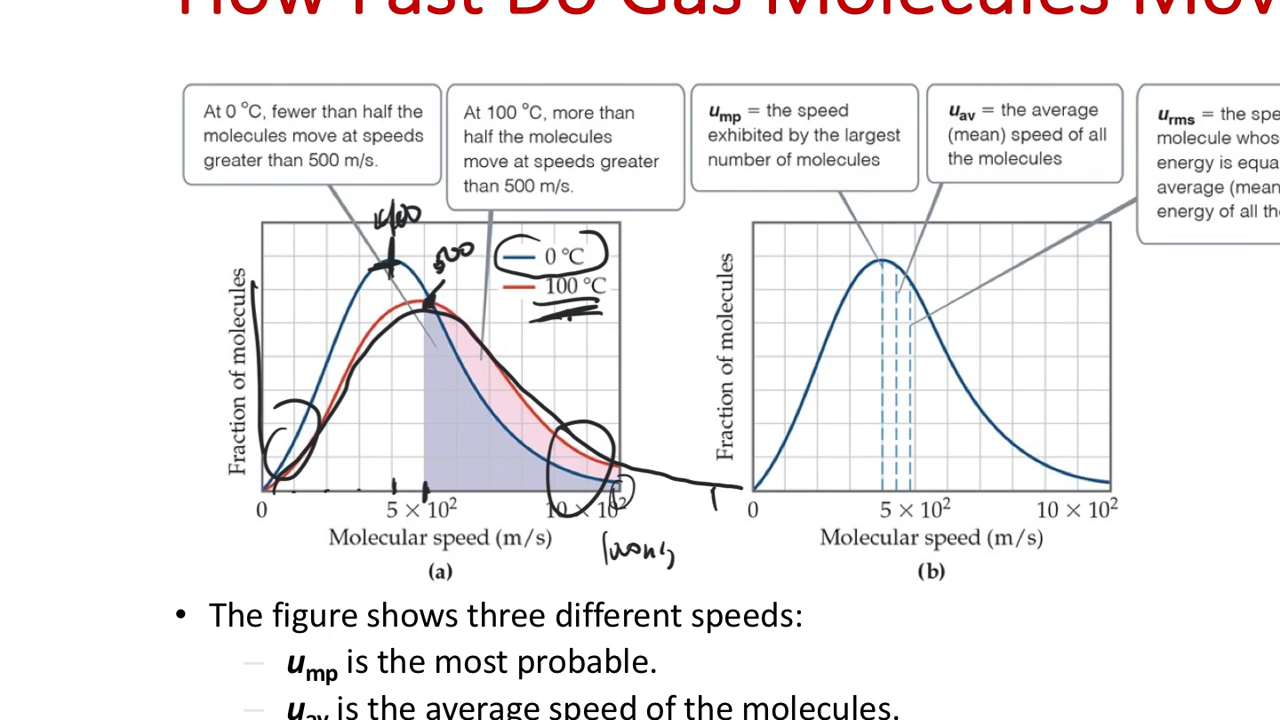 How Fast Do Gas Molecules Mov
At 0 °C, fewer than half the
molecules move at speeds
greater than 500 m/s.
At 100 °C, more than
half the molecules
move at speeds greater
than 500 m/s.
ump = the speed
exhibited by the largest
number of molecules
uav = the average
(mean) speed of all
the molecules
urms = the spe
molecule whos
energy is equa
average (mean
energy of all th
400
500
0 °C
100 °C
Fraction of molecules
0
5 × 10²
10 × 10²
Molecular speed (m/s)
(a)
Fraction of molecules
0
5 × 10²
10 × 10²
Molecular speed (m/s)
(b)
• The figure shows three different speeds:
– ump is the most probable.
– uav is the average speed of the molecules.